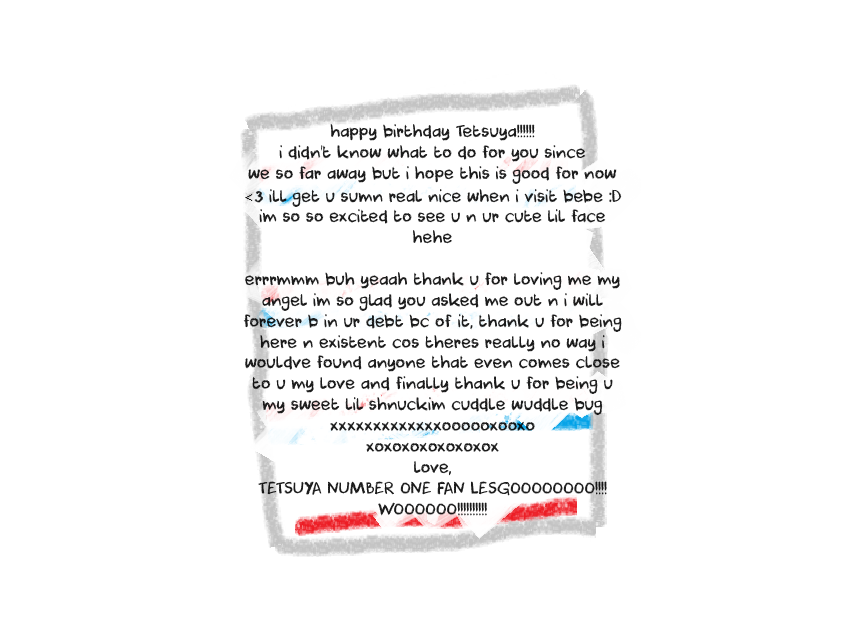 happy birthday Tetsuya!!!!!!
i didn't know what to do for you since
we so far away but i hope this is good for now
<3 ill get u sumn real nice when i visit bebe :D
im so so excited to see u n ur cute lil face
hehe
errrmmm buh yeaah thank u for loving me my
angel im so glad you asked me out n i will
forever b in ur debt bc of it, thank u for being
here n existent cos theres really no way i
wouldve found anyone that even comes close
to u my love and finally thank u for being u
my sweet lil shnuckim cuddle wuddle bug
xxxxxxxxxxxxxoooooxooxo
xoxoxoxoxoxoxox
love,
TETSUYA NUMBER ONE FAN LESGOOOOOOOO!!!!
WOOOOOO!!!!!!!!!!